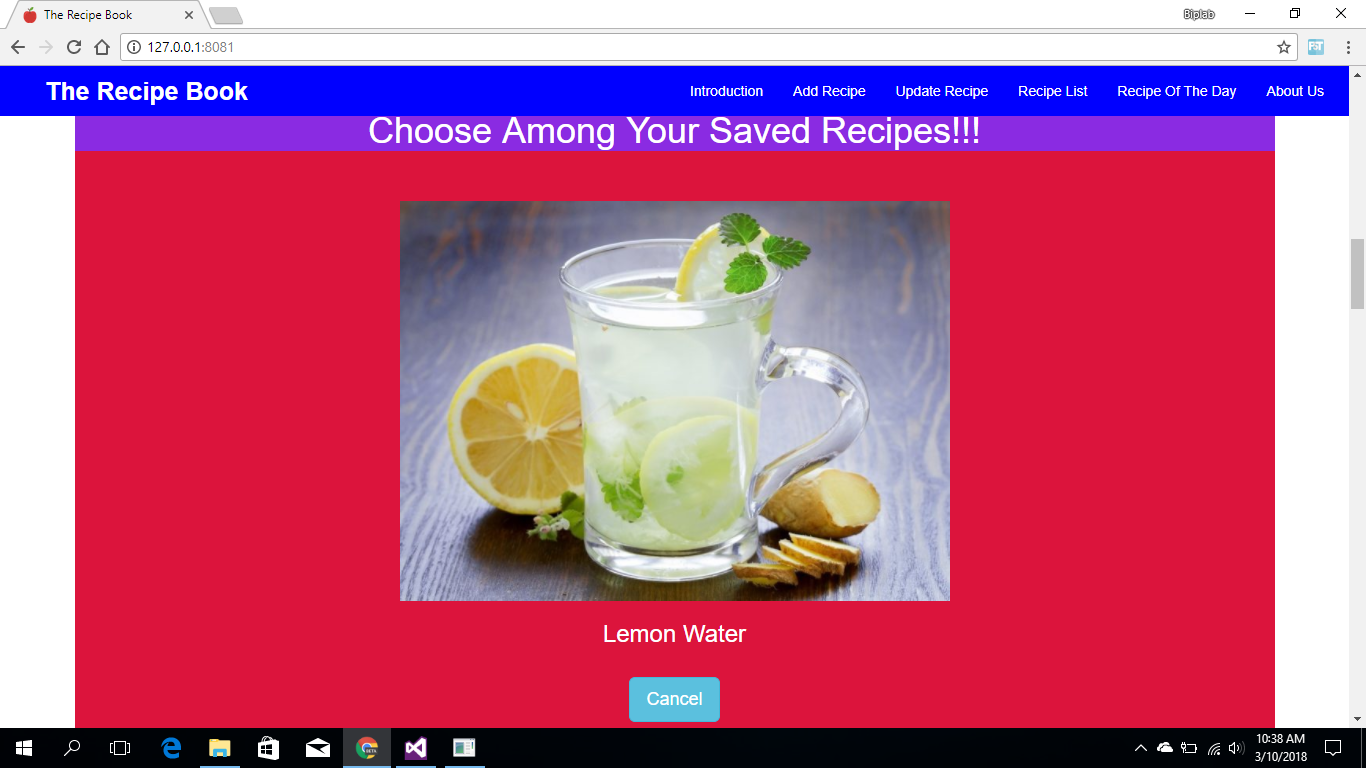 The Recipe Book
Biplab
127.0.0.1:8081
The Recipe Book
Introduction
Add Recipe
Update Recipe
Recipe List
Recipe Of The Day
About Us
Choose Among Your Saved Recipes!!!
Lemon Water
Cancel
10:38 AM
3/10/2018